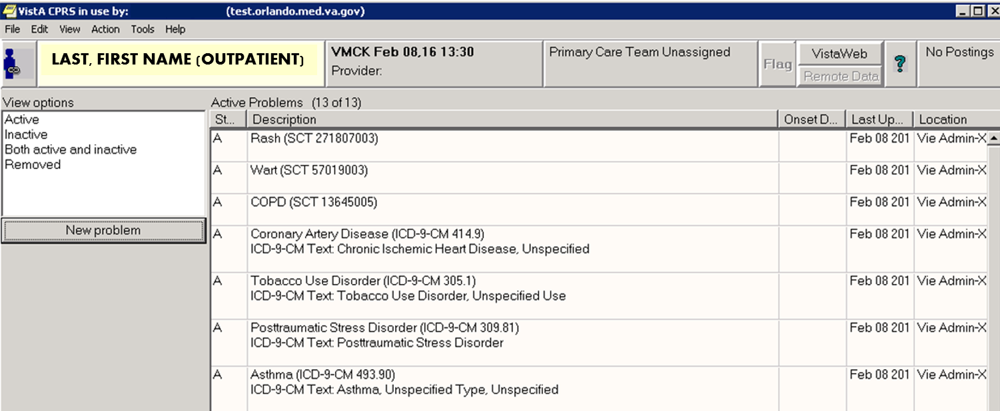 VistA CPRS in use by: (test.orlando.med.va.gov)
File Edit View Action Tools Help
LAST, FIRST NAME (OUTPATIENT)
VMCK Feb 08,16 13:30
Provider:
Primary Care Team Unassigned
Flag
VistaWeb
Remote Data
?
No Postings
View options
Active
Inactive
Both active and inactive
Removed
New problem
Active Problems (13 of 13)
St... Description Onset D... Last Up... Location
A Rash (SCT 271807003) Feb 08 201 Vie Admin-X
A Wart (SCT 57019003) Feb 08 201 Vie Admin-X
A COPD (SCT 13645005) Feb 08 201 Vie Admin-X
A Coronary Artery Disease (ICD-9-CM 414.9) Feb 08 201 Vie Admin-X
ICD-9-CM Text: Chronic Ischemic Heart Disease, Unspecified
A Tobacco Use Disorder (ICD-9-CM 305.1) Feb 08 201 Vie Admin-X
ICD-9-CM Text: Tobacco Use Disorder, Unspecified Use
A Posttraumatic Stress Disorder (ICD-9-CM 309.81) Feb 08 201 Vie Admin-X
ICD-9-CM Text: Posttraumatic Stress Disorder
A Asthma (ICD-9-CM 493.90) Feb 08 201 Vie Admin-X
ICD-9-CM Text: Asthma, Unspecified Type, Unspecified